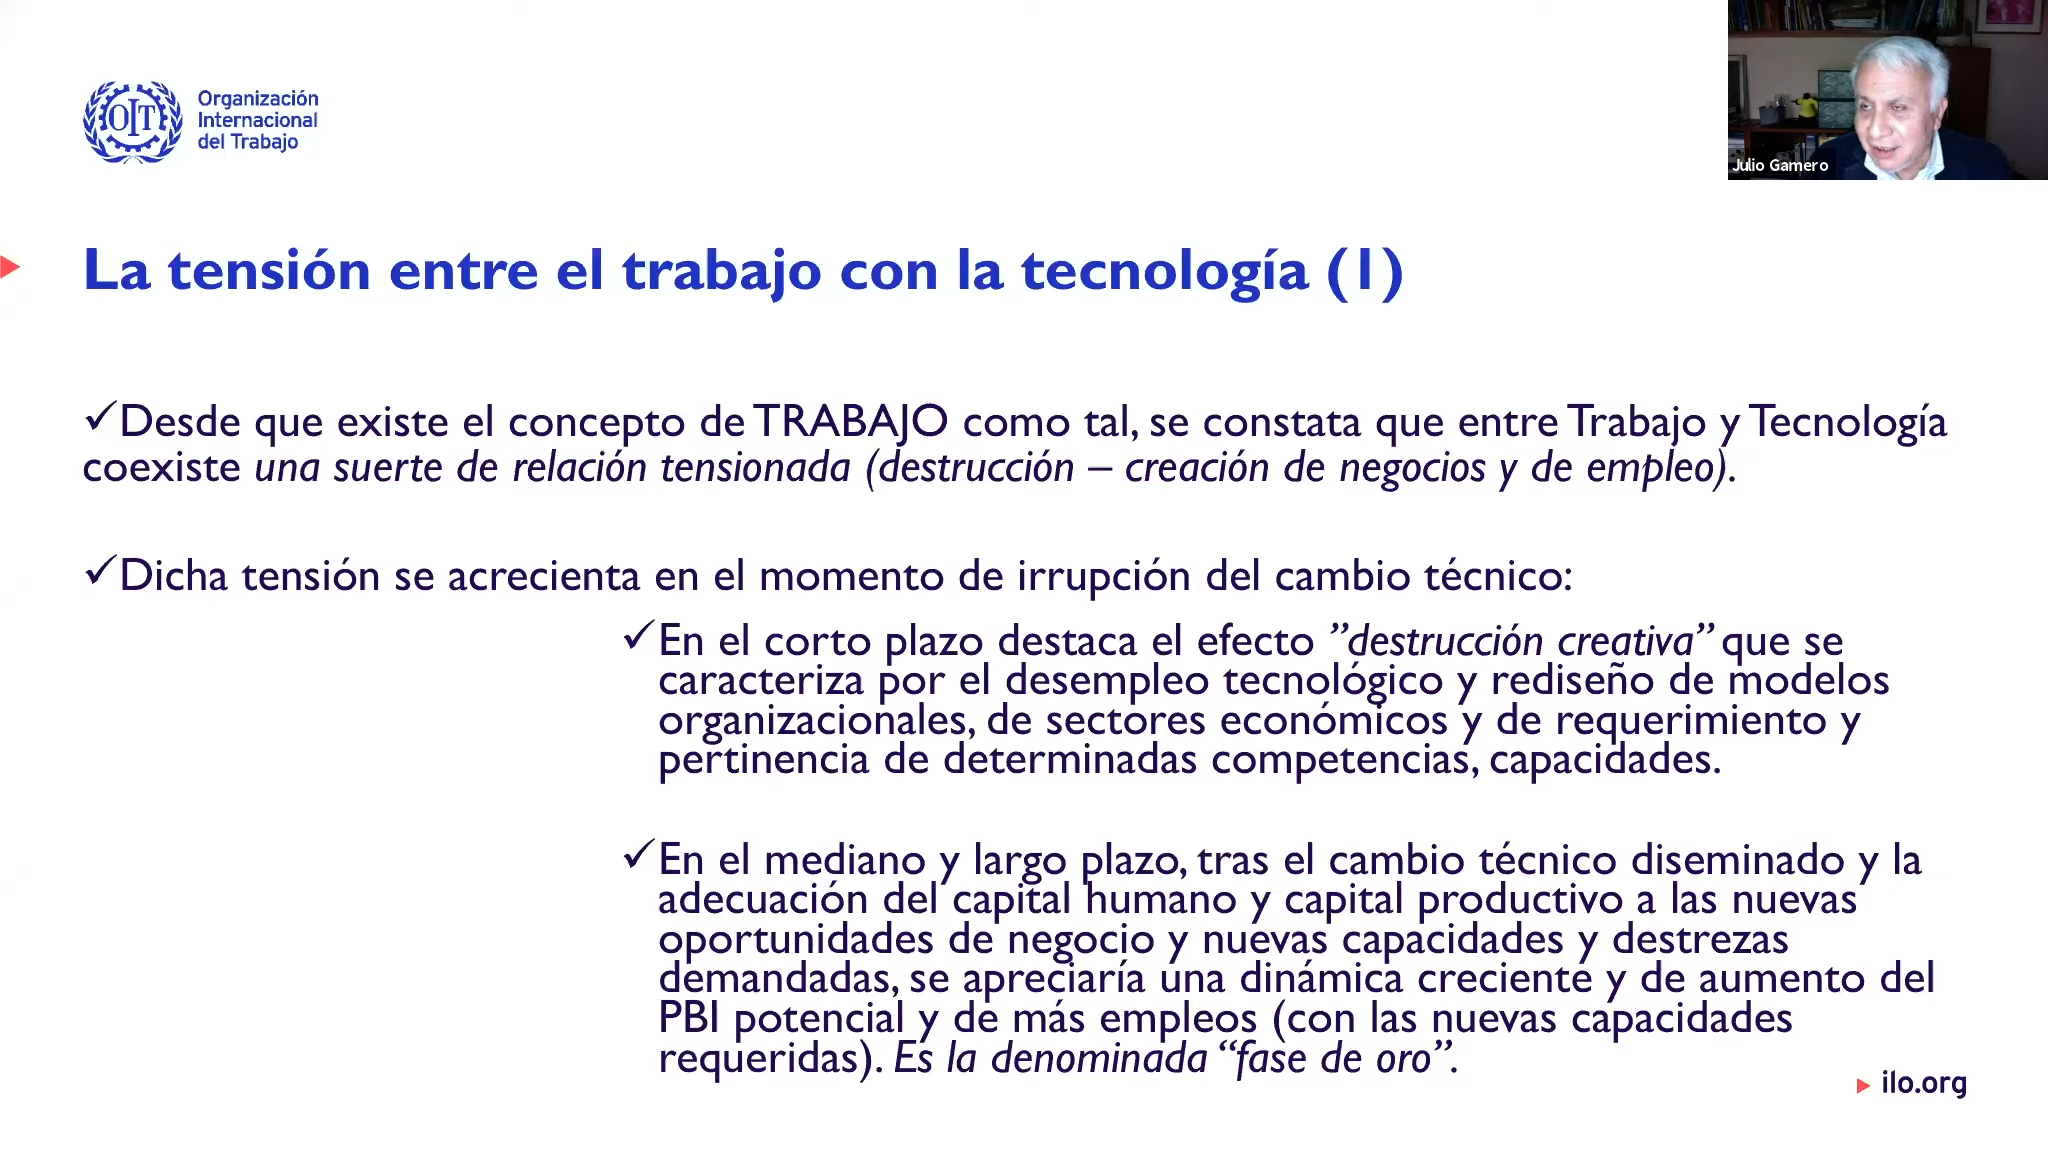 OIT
Organización
Internacional
del Trabajo
Julio Gamero
La tensión entre el trabajo con la tecnología (1)
✓Desde que existe el concepto de TRABAJO como tal, se constata que entre Trabajo y Tecnología
coexiste una suerte de relación tensionada (destrucción – creación de negocios y de empleo).
✓Dicha tensión se acrecienta en el momento de irrupción del cambio técnico:
✓En el corto plazo destaca el efecto ”destrucción creativa” que se
caracteriza por el desempleo tecnológico y rediseño de modelos
organizacionales, de sectores económicos y de requerimiento y
pertinencia de determinadas competencias, capacidades.
✓En el mediano y largo plazo, tras el cambio técnico diseminado y la
adecuación del capital humano y capital productivo a las nuevas
oportunidades de negocio y nuevas capacidades y destrezas
demandadas, se apreciaría una dinámica creciente y de aumento del
PBI potencial y de más empleos (con las nuevas capacidades
requeridas). Es la denominada “fase de oro”.
ilo.org